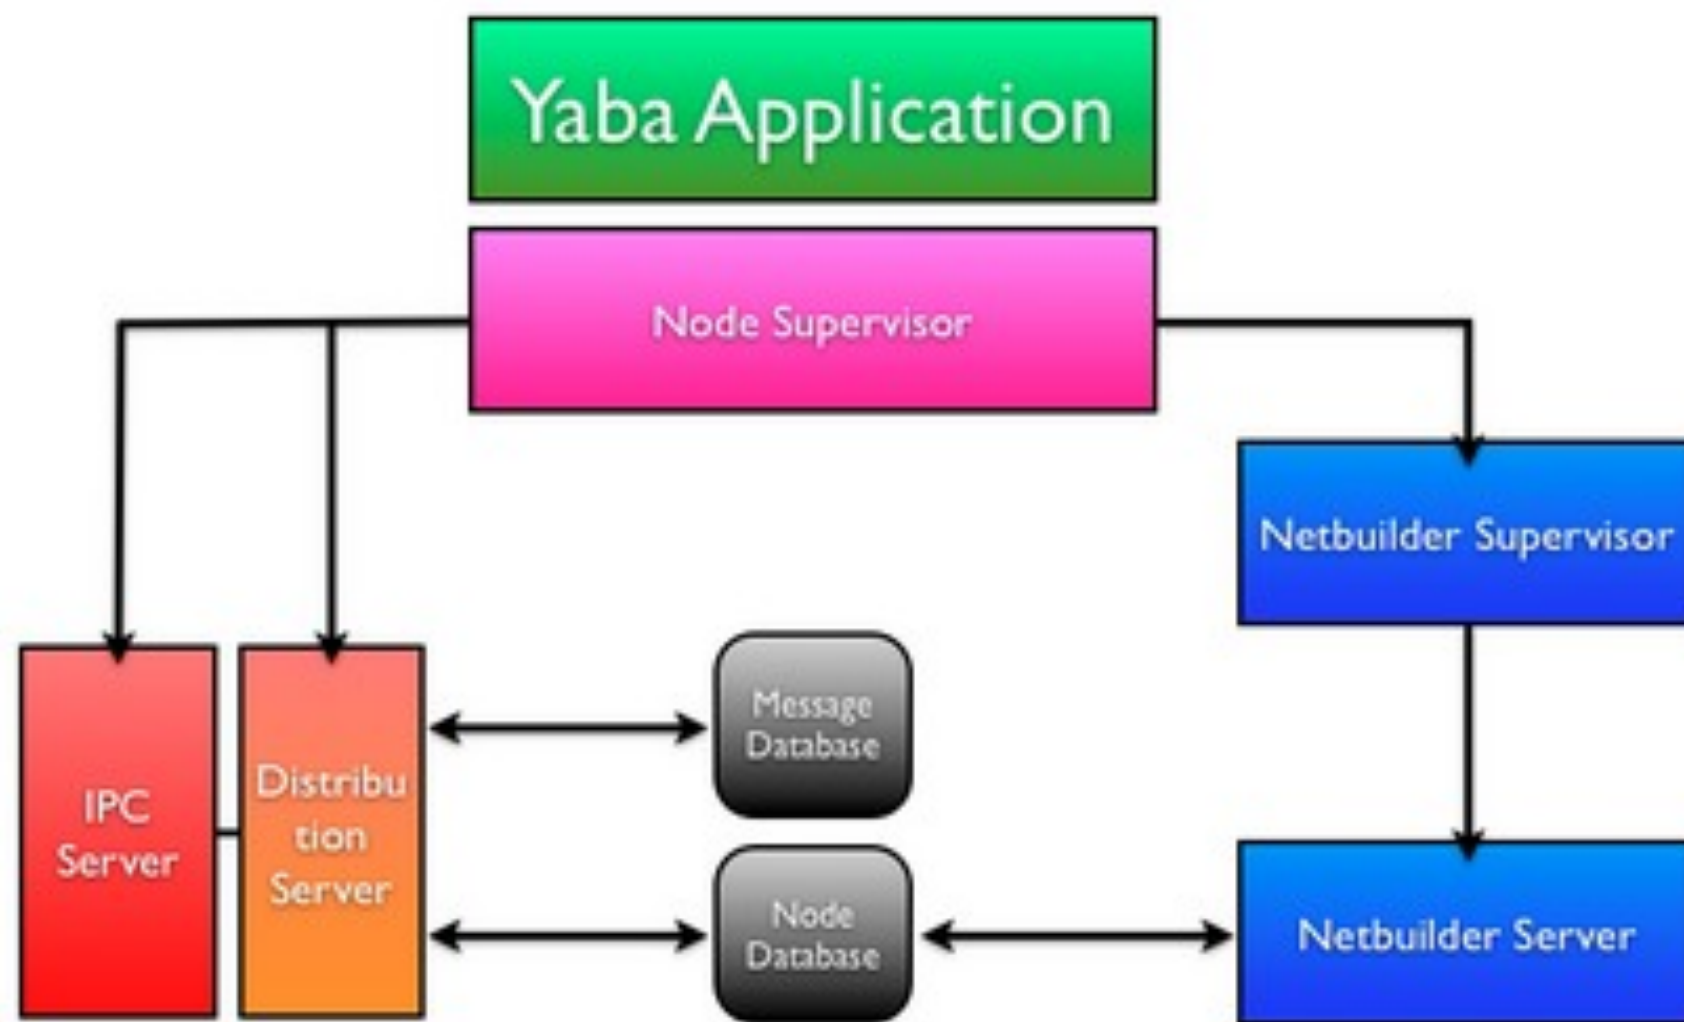 Yaba Application
Node Supervisor
Netbuilder Supervisor
IPC
Server
Distribu
tion
Server
Message
Database
Node
Database
Netbuilder Server